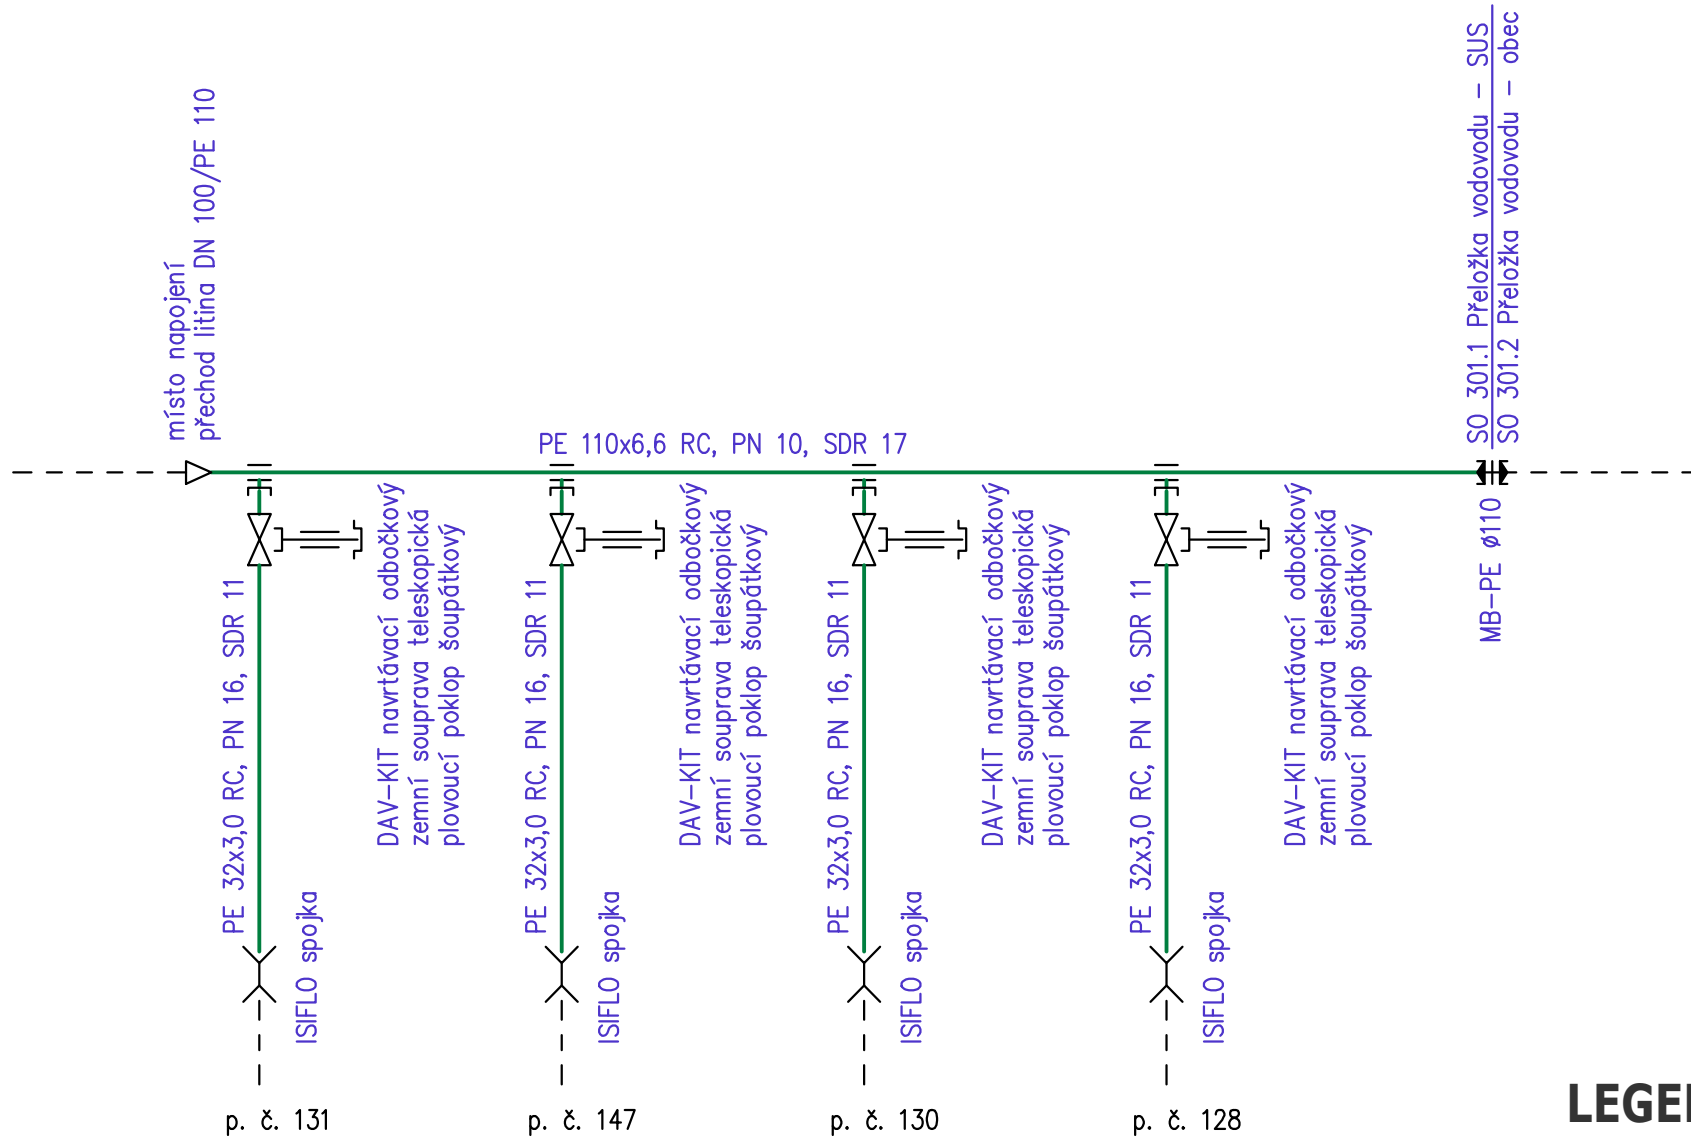 místo napojení
přechod litina DN 100/PE 110
SO 301.1 Přeložka vodovodu - SUS
SO 301.2 Přeložka vodovodu - obec
PE 110x6,6 RC, PN 10, SDR 17
MB-PE ø110
PE 32x3,0 RC, PN 16, SDR 11
DAV-KIT navrtávací odbočkový
zemní souprava teleskopická
plovoucí poklop šoupátkový
ISIFLO spojka
p. č. 131
PE 32x3,0 RC, PN 16, SDR 11
DAV-KIT navrtávací odbočkový
zemní souprava teleskopická
plovoucí poklop šoupátkový
ISIFLO spojka
p. č. 147
PE 32x3,0 RC, PN 16, SDR 11
DAV-KIT navrtávací odbočkový
zemní souprava teleskopická
plovoucí poklop šoupátkový
ISIFLO spojka
p. č. 130
PE 32x3,0 RC, PN 16, SDR 11
DAV-KIT navrtávací odbočkový
zemní souprava teleskopická
plovoucí poklop šoupátkový
ISIFLO spojka
p. č. 128